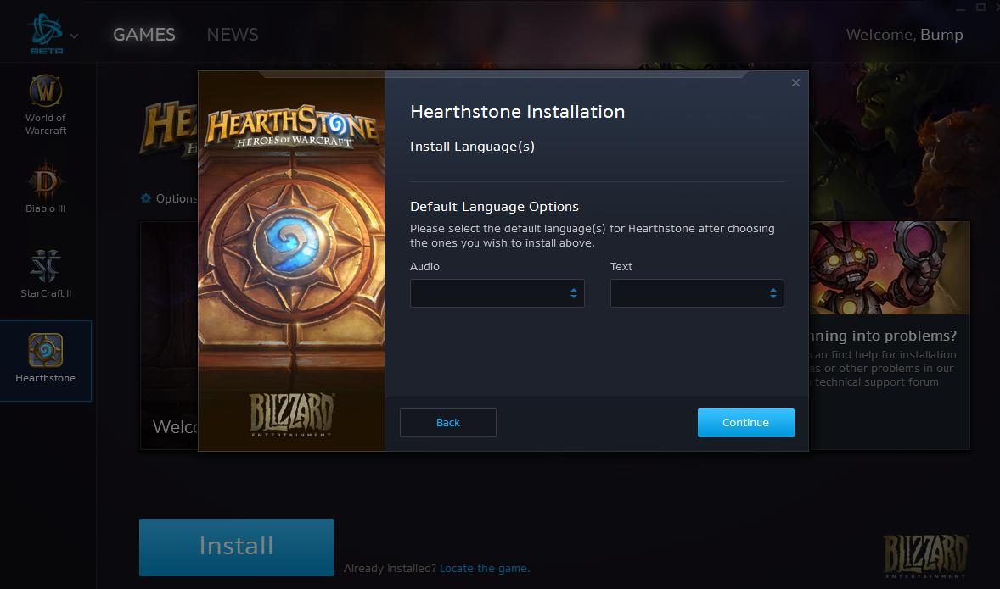 BETA
GAMES
NEWS
Welcome, Bump
World of
Warcraft
Diablo III
StarCraft II
Hearthstone
Options
HEARTHSTONE
HEROES OF WARCRAFT
BLIZZARD
ENTERTAINMENT
Hearthstone Installation
Install Language(s)
Default Language Options
Please select the default language(s) for Hearthstone after choosing
the ones you wish to install above.
Audio
Text
Back
Continue
into problems?
can find help for installation
or other problems in our
technical support forum
Install
Already Installed? Locate the game.
BLIZZARD
ENTERTAINMENT